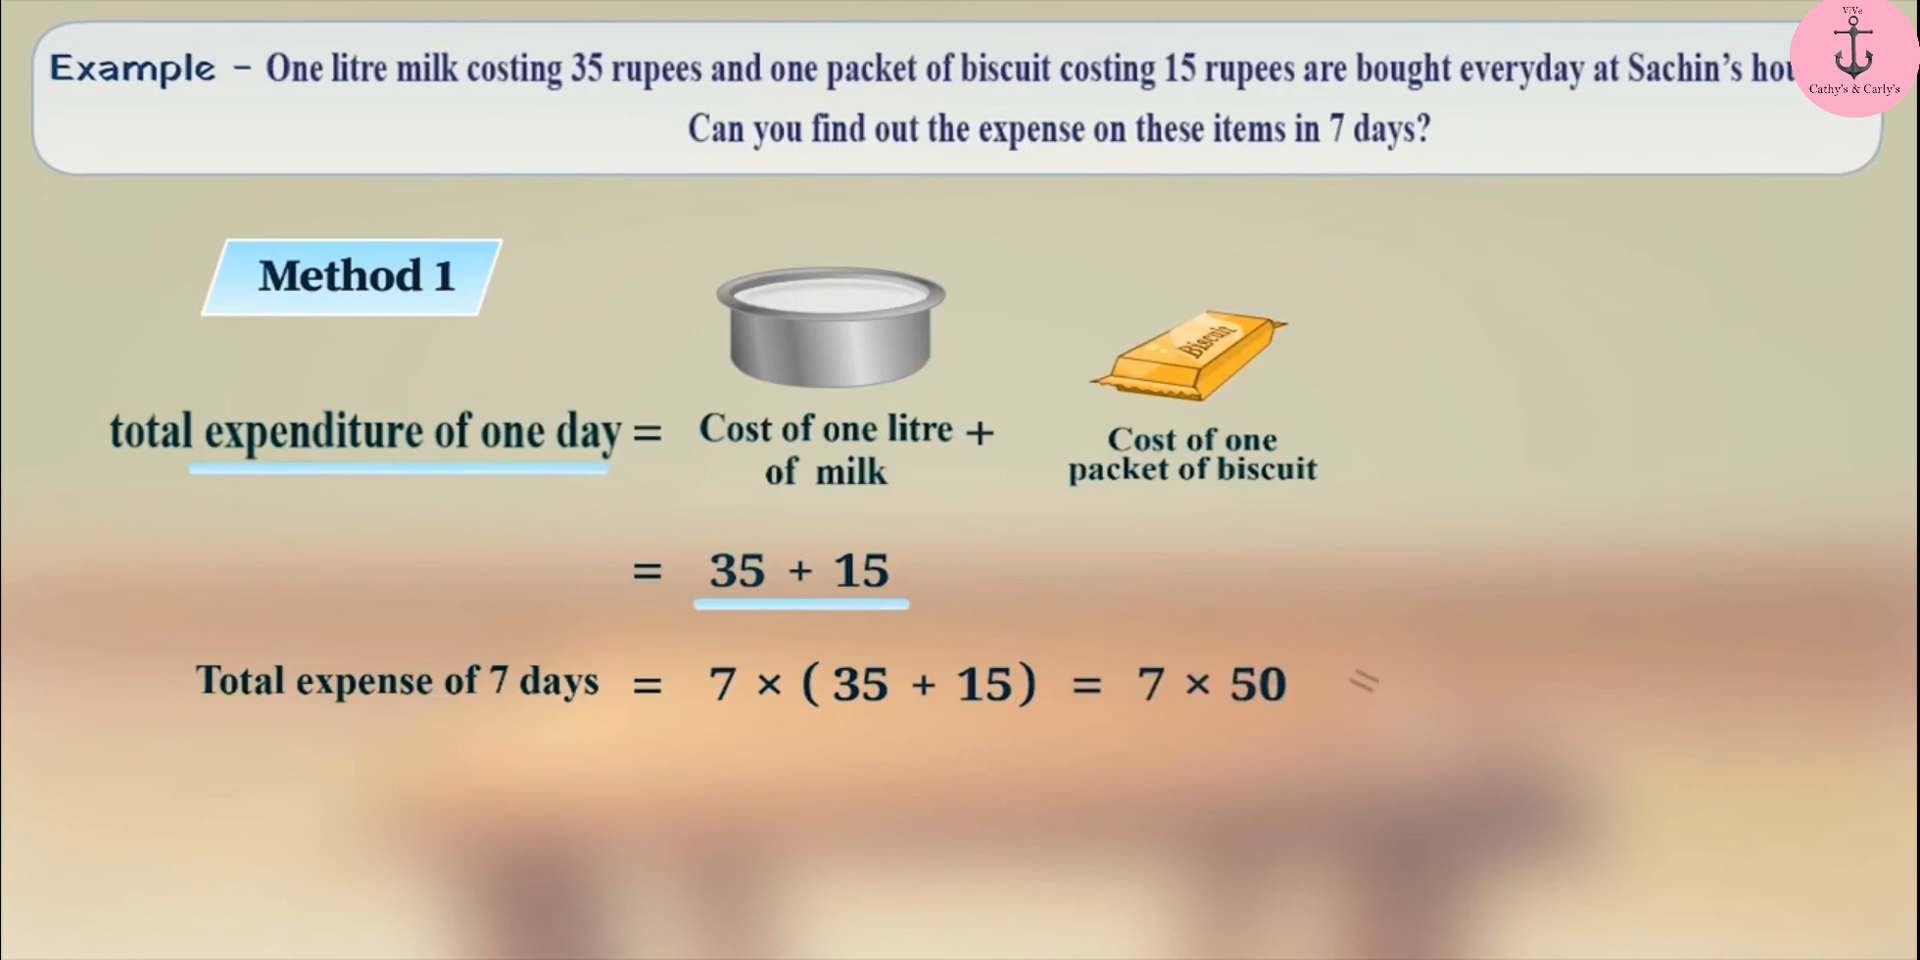 Example - One litre milk costing 35 rupees and one packet of biscuit costing 15 rupees are bought everyday at Sachin's
Can you find out the expense on these items in 7 days?
ViVe
Cathy's & Carly's
Method 1
Biscuit
total expenditure of one day = Cost of one litre +
of milk
Cost of one
packet of biscuit
= 35 + 15
Total expense of 7 days = 7 × ( 35 + 15) = 7 × 50 =